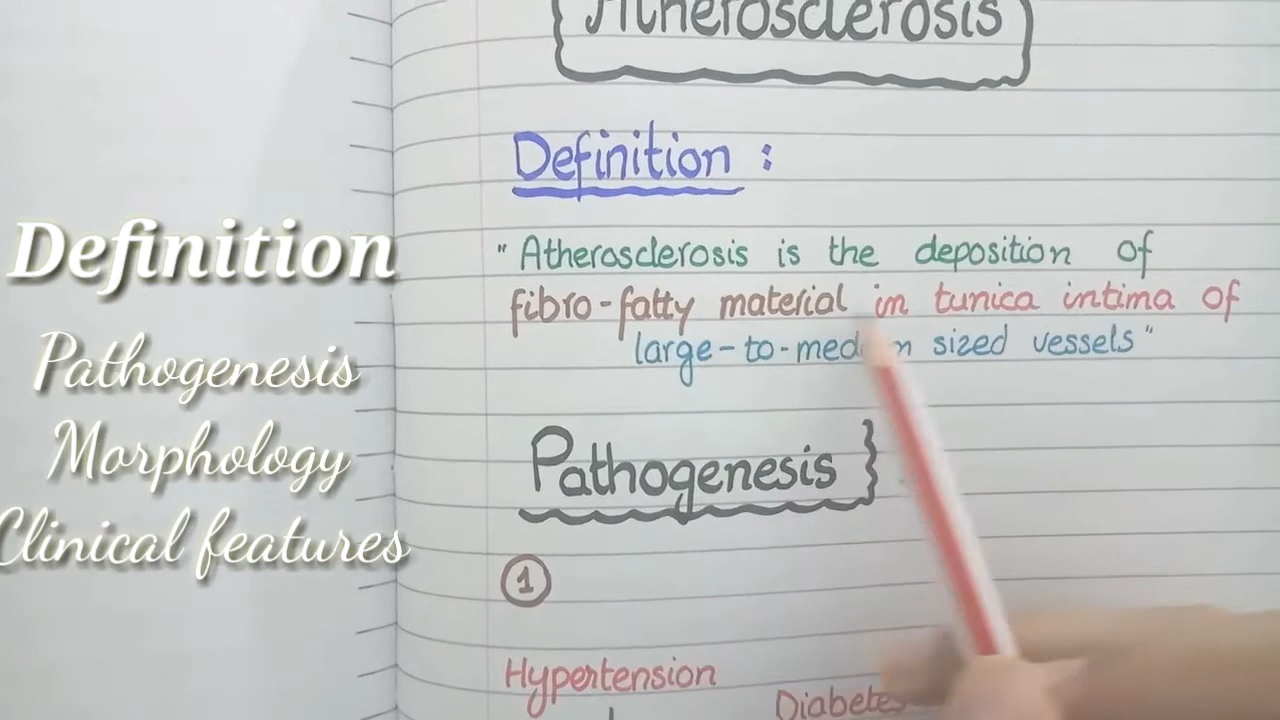 Atherosclerosis
Definition :
" Atherosclerosis is the deposition of
fibro-fatty material in tunica intima of
large-to-medium sized vessels "
Pathogenesis }
1
Hypertension
Diabetes
Definition
Pathogenesis
Morphology
Clinical features